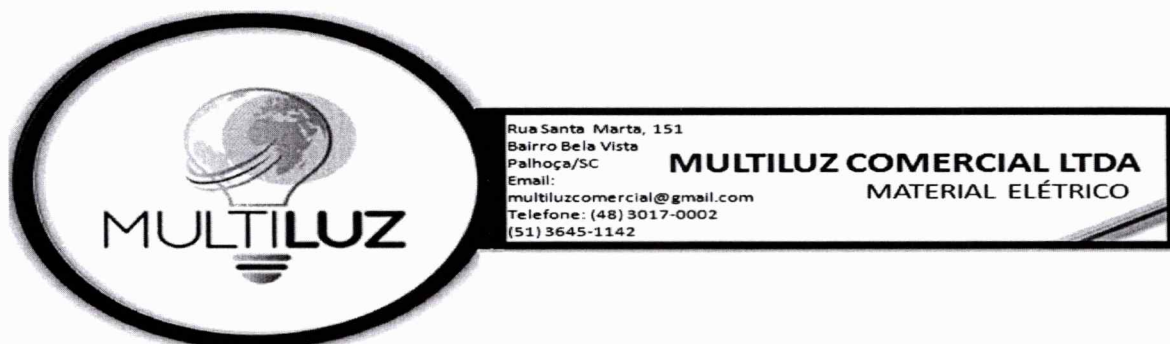 MULTILUZ
Rua Santa Marta, 151
Bairro Bela Vista
Palhoça/SC
Email:
multiluzcomercial@gmail.com
Telefone: (48) 3017-0002
(51) 3645-1142
MULTILUZ COMERCIAL LTDA
MATERIAL ELÉTRICO